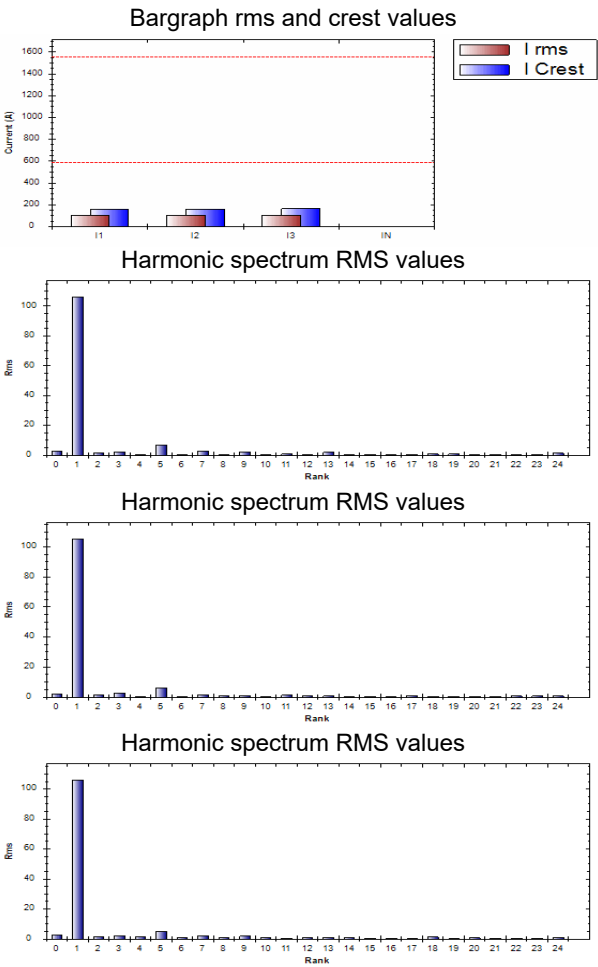 Bargraph rms and crest values
I rms
I Crest
Current (A)
1600
1400
1200
1000
800
600
400
200
0
I1 I2 I3 IN
Harmonic spectrum RMS values
Rms
100
80
60
40
20
0
0 1 2 3 4 5 6 7 8 9 10 11 12 13 14 15 16 17 18 19 20 21 22 23 24
Rank
Harmonic spectrum RMS values
Rms
100
80
60
40
20
0
0 1 2 3 4 5 6 7 8 9 10 11 12 13 14 15 16 17 18 19 20 21 22 23 24
Rank
Harmonic spectrum RMS values
Rms
100
80
60
40
20
0
0 1 2 3 4 5 6 7 8 9 10 11 12 13 14 15 16 17 18 19 20 21 22 23 24
Rank